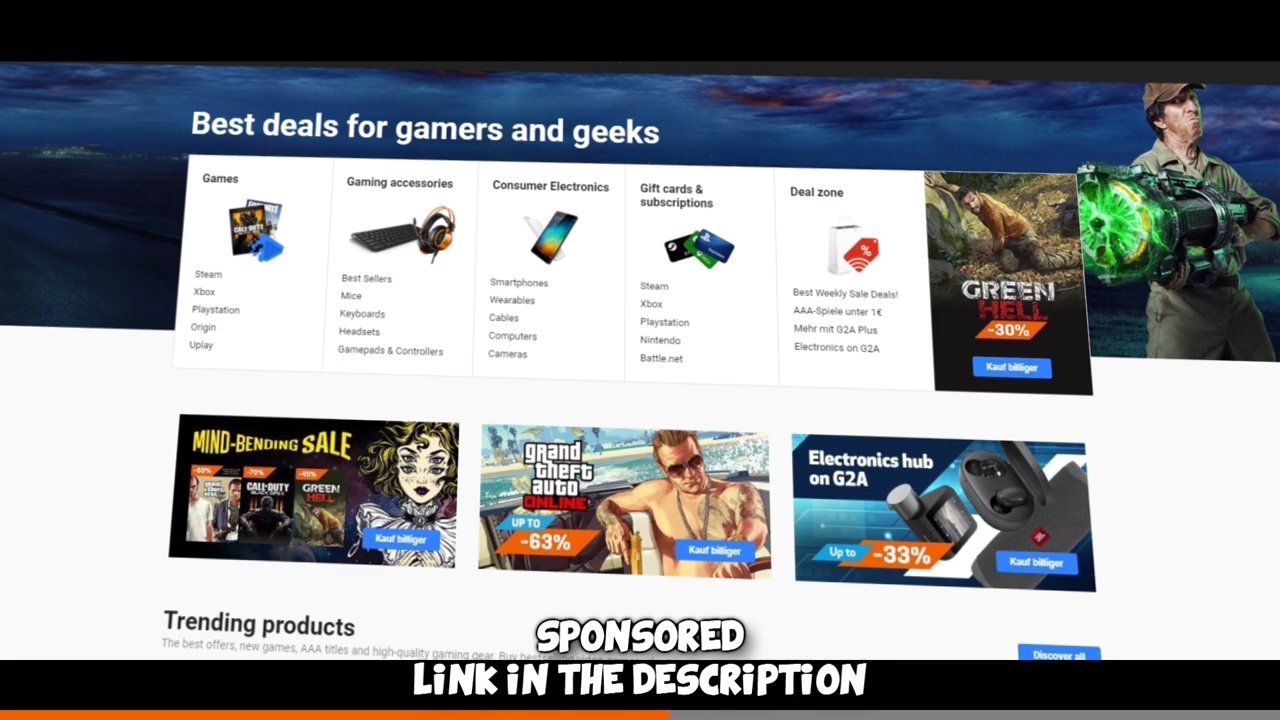 Best deals for gamers and geeks
Games
Steam
Xbox
Playstation
Origin
Uplay
Gaming accessories
Best Sellers
Mice
Keyboards
Headsets
Gamepads & Controllers
Consumer Electronics
Smartphones
Wearables
Cables
Computers
Cameras
Gift cards &
subscriptions
Steam
Xbox
Playstation
Nintendo
Battle.net
Deal zone
Best Weekly Sale Deals!
AAA-Spiele unter 1€
Mehr mit G2A Plus
Electronics on G2A
GREEN
HELL
-30%
Kauf billiger
MIND-BENDING SALE
-80%
-70%
-45%
CALL·DUTY
GREEN
HELL
Kauf billiger
grand
theft
auto
ONLINE
UP TO
-63%
Kauf billiger
Electronics hub
on G2A
Up to
-33%
Kauf billiger
Trending products
The best offers, new games, AAA titles and high-quality gaming gear. Buy
Discover all
SPONSORED
LINK IN THE DESCRIPTION